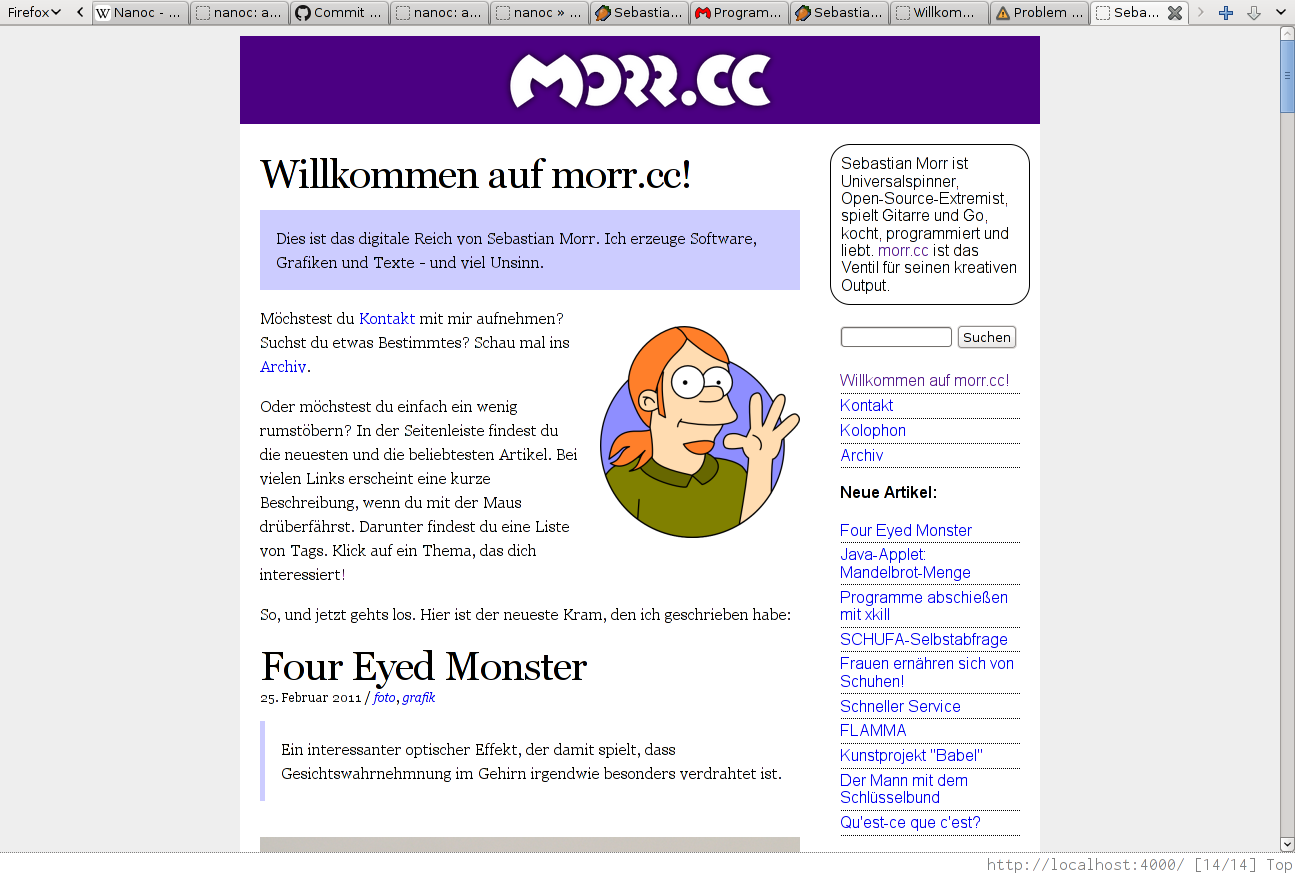 Firefox
Nanoc - ...
nanoc: a...
Commit ...
nanoc: a...
nanoc » ...
Sebastia...
Program...
Sebastia...
Willkom...
Problem ...
Seba...
MORR.CC
Willkommen auf morr.cc!
Dies ist das digitale Reich von Sebastian Morr. Ich erzeuge Software,
Grafiken und Texte - und viel Unsinn.
Möchstest du Kontakt mit mir aufnehmen?
Suchst du etwas Bestimmtes? Schau mal ins
Archiv.
Oder möchstest du einfach ein wenig
rumstöbern? In der Seitenleiste findest du
die neuesten und die beliebtesten Artikel. Bei
vielen Links erscheint eine kurze
Beschreibung, wenn du mit der Maus
drüberfährst. Darunter findest du eine Liste
von Tags. Klick auf ein Thema, das dich
interessiert!
So, und jetzt gehts los. Hier ist der neueste Kram, den ich geschrieben habe:
Four Eyed Monster
25. Februar 2011 / foto, grafik
Ein interessanter optischer Effekt, der damit spielt, dass
Gesichtswahrnehmnung im Gehirn irgendwie besonders verdrahtet ist.
Sebastian Morr ist
Universalspinner,
Open-Source-Extremist,
spielt Gitarre und Go,
kocht, programmiert und
liebt. morr.cc ist das
Ventil für seinen kreativen
Output.
Suchen
Willkommen auf morr.cc!
Kontakt
Kolophon
Archiv
Neue Artikel:
Four Eyed Monster
Java-Applet:
Mandelbrot-Menge
Programme abschießen
mit xkill
SCHUFA-Selbstabfrage
Frauen ernähren sich von
Schuhen!
Schneller Service
FLAMMA
Kunstprojekt "Babel"
Der Mann mit dem
Schlüsselbund
Qu'est-ce que c'est?
http://localhost:4000/ [14/14] Top